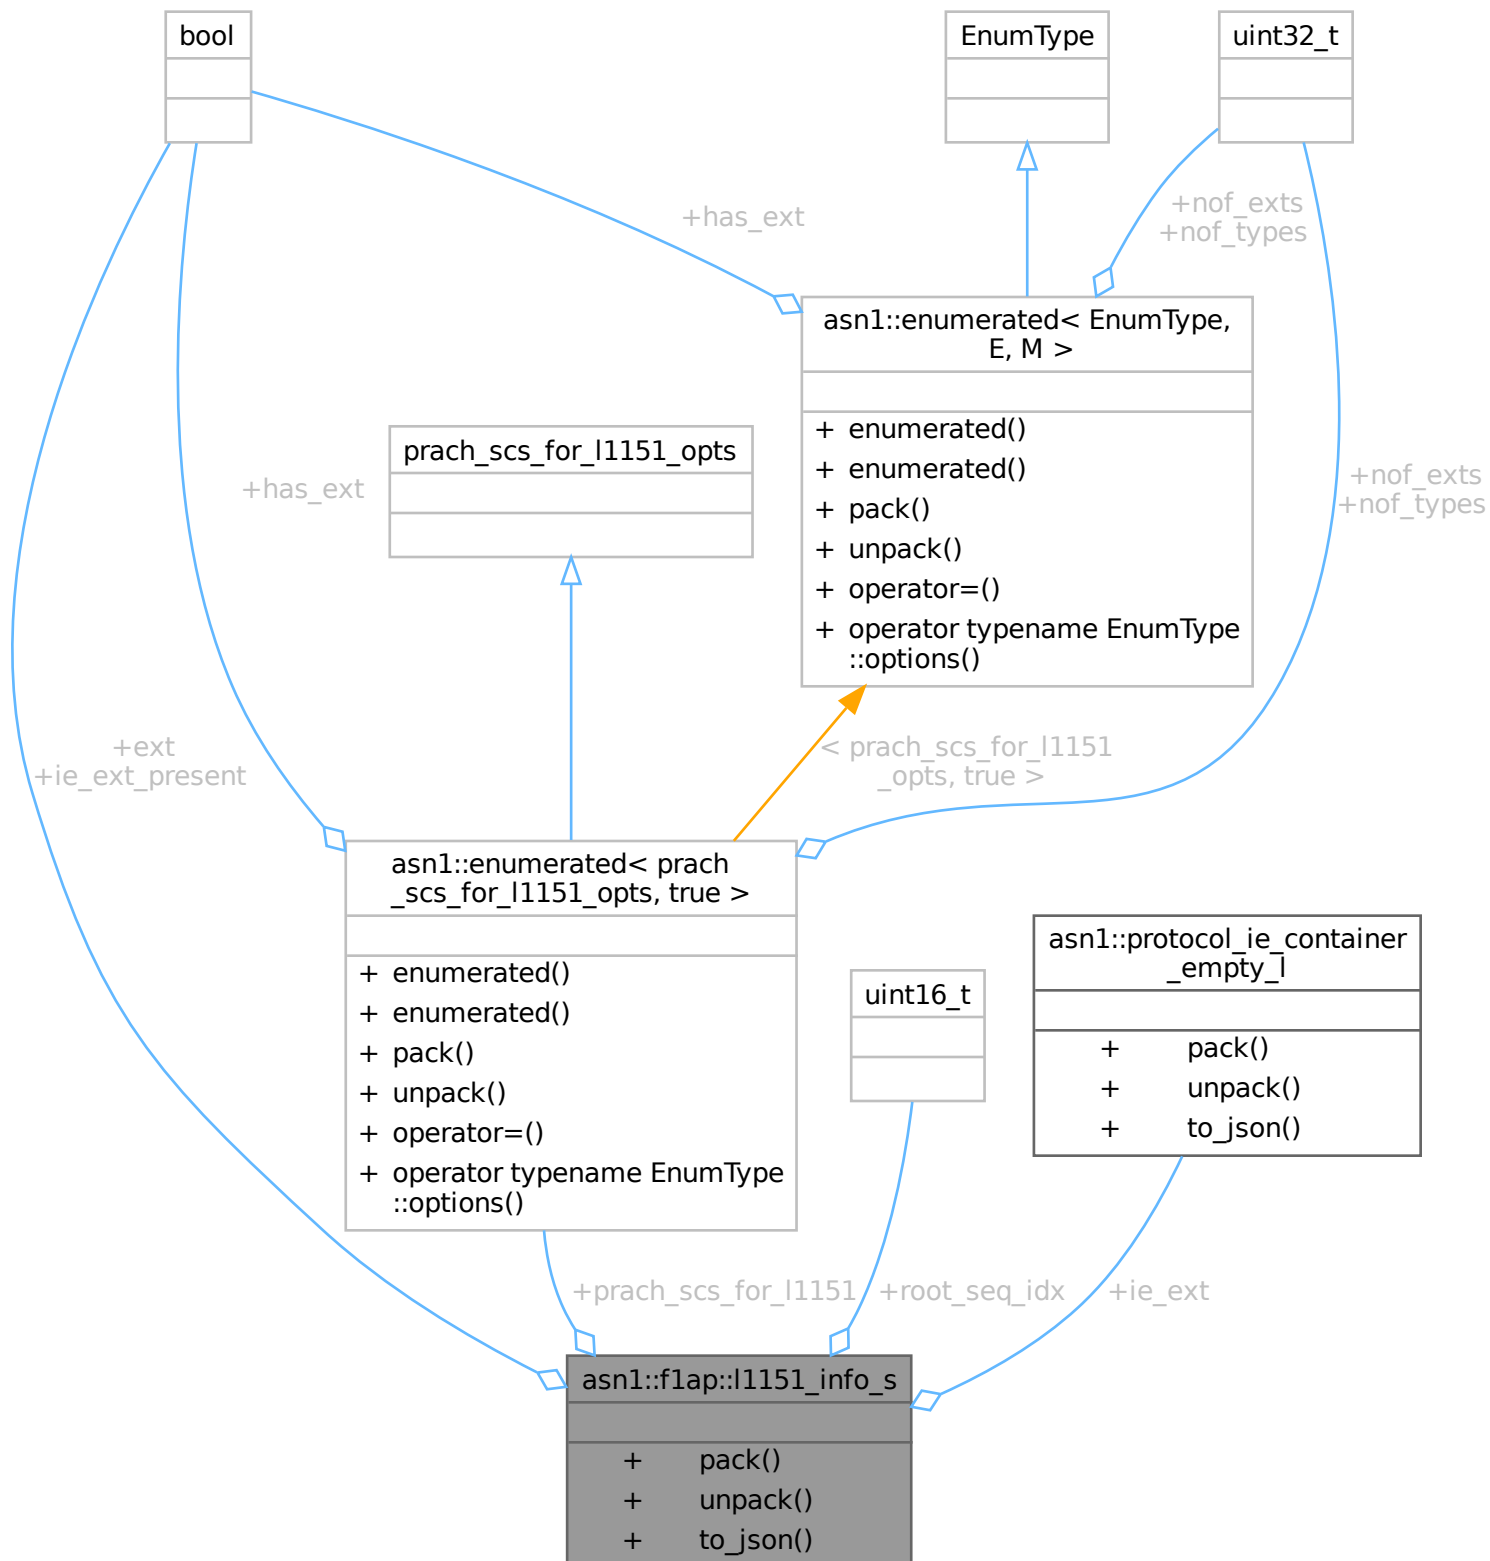 bool
EnumType
uint32_t
+has_ext
+nof_exts
+nof_types
asn1::enumerated< EnumType,
E, M >
+ enumerated()
+ enumerated()
+ pack()
+ unpack()
+ operator=()
+ operator typename EnumType
::options()
prach_scs_for_l1151_opts
+has_ext
+nof_exts
+nof_types
+ext
+ie_ext_present
< prach_scs_for_l1151
_opts, true >
asn1::enumerated< prach
_scs_for_l1151_opts, true >
+ enumerated()
+ enumerated()
+ pack()
+ unpack()
+ operator=()
+ operator typename EnumType
::options()
uint16_t
asn1::protocol_ie_container
_empty_l
+ pack()
+ unpack()
+ to_json()
+prach_scs_for_l1151
+root_seq_idx
+ie_ext
asn1::f1ap::l1151_info_s
+ pack()
+ unpack()
+ to_json()